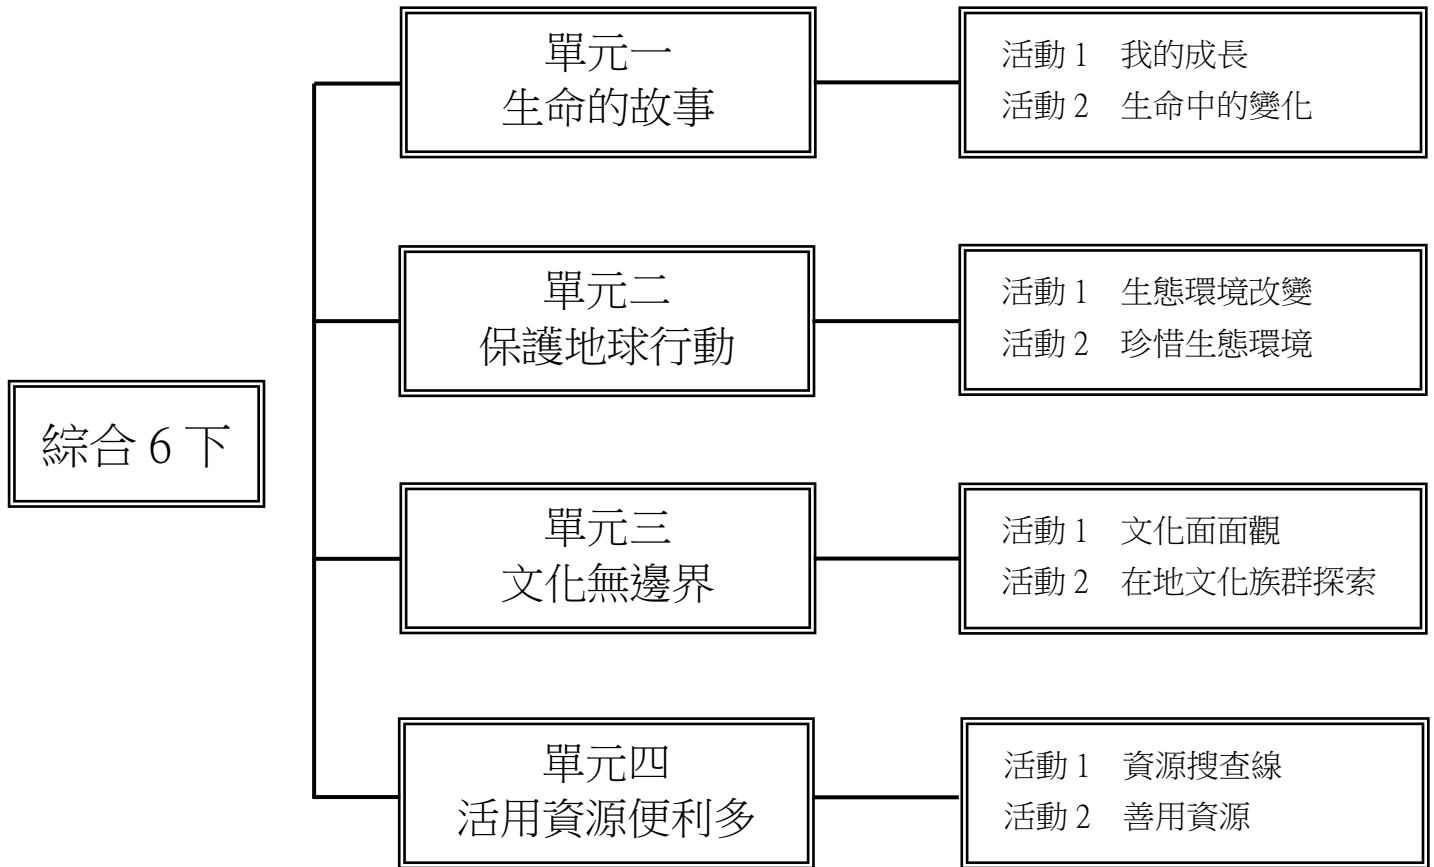 綜合 6 下
單元一
生命的故事
活動 1 我的成長
活動 2 生命中的變化
單元二
保護地球行動
活動 1 生態環境改變
活動 2 珍惜生態環境
單元三
文化無邊界
活動 1 文化面面觀
活動 2 在地文化族群探索
單元四
活用資源便利多
活動 1 資源搜查線
活動 2 善用資源